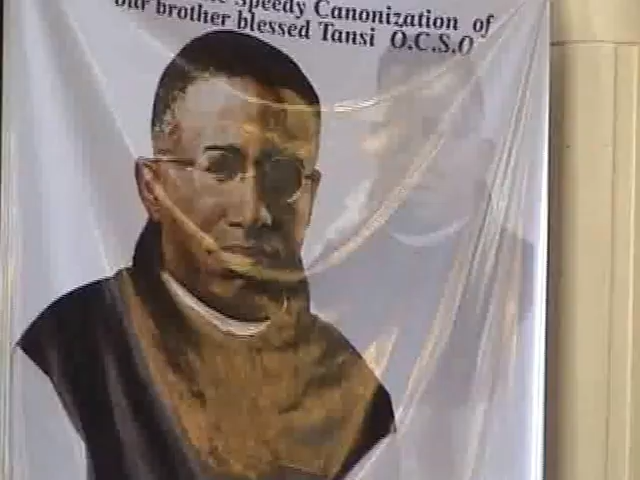 Speedy Canonization of
our brother blessed Tansi O.C.S.O